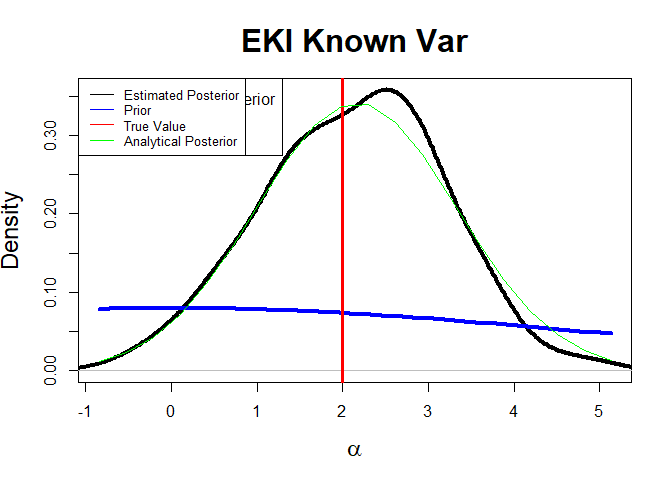 EKI Known Var
Estimated Posterior
Prior
True Value
Analytical Posterior
erior
Density
0.00
0.10
0.20
0.30
-1 0 1 2 3 4 5
α